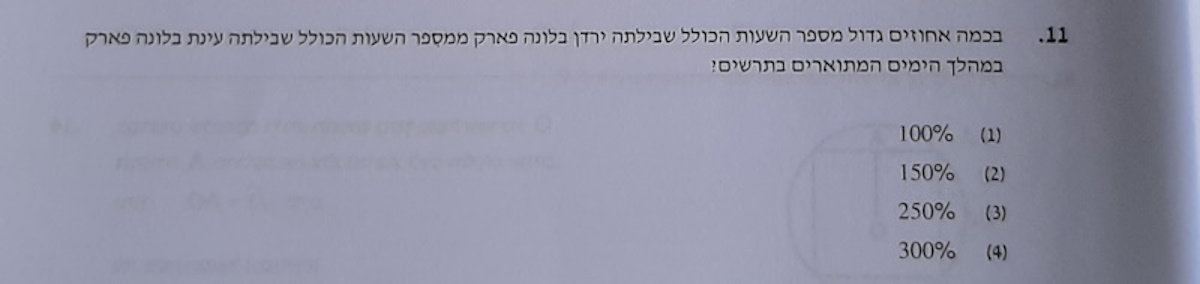 11. בכמה אחוזים גדול מספר השעות הכולל שבילתה ירדן בלונה פארק ממספר השעות הכולל שבילתה עינת בלונה פארק
במהלך הימים המתוארים בתרשים?
(1) 100%
(2) 150%
(3) 250%
(4) 300%